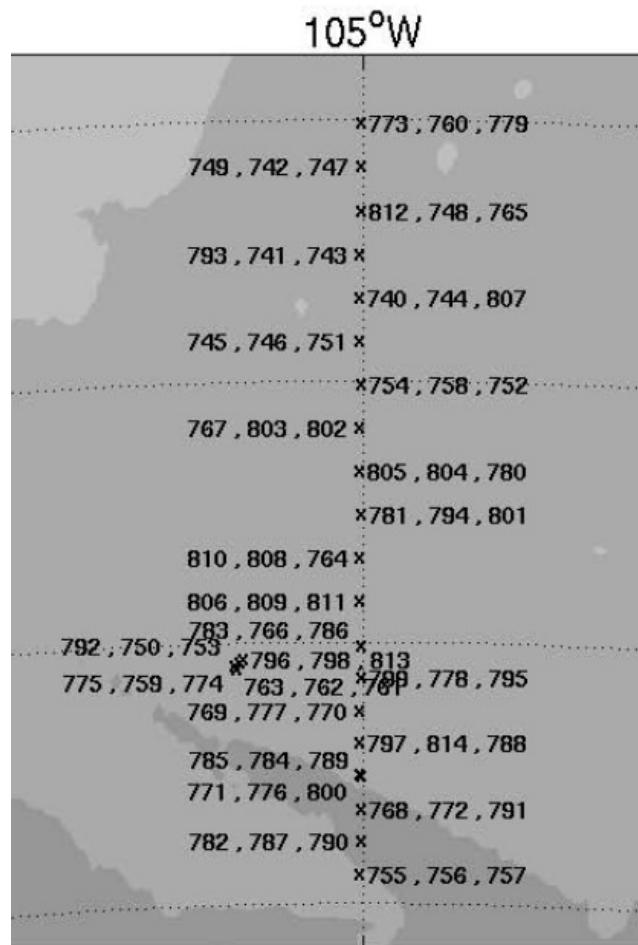 105°W
773 , 760 , 779
749 , 742 , 747
812 , 748 , 765
793 , 741 , 743
740 , 744 , 807
745 , 746 , 751
754 , 758 , 752
767 , 803 , 802
805 , 804 , 780
781 , 794 , 801
810 , 808 , 764
806 , 809 , 811
783 , 766 , 786
792 , 750 , 753
796 , 798 , 813
799 , 778 , 795
775 , 759 , 774
763 , 762 , 761
769 , 777 , 770
797 , 814 , 788
785 , 784 , 789
771 , 776 , 800
768 , 772 , 791
782 , 787 , 790
755 , 756 , 757